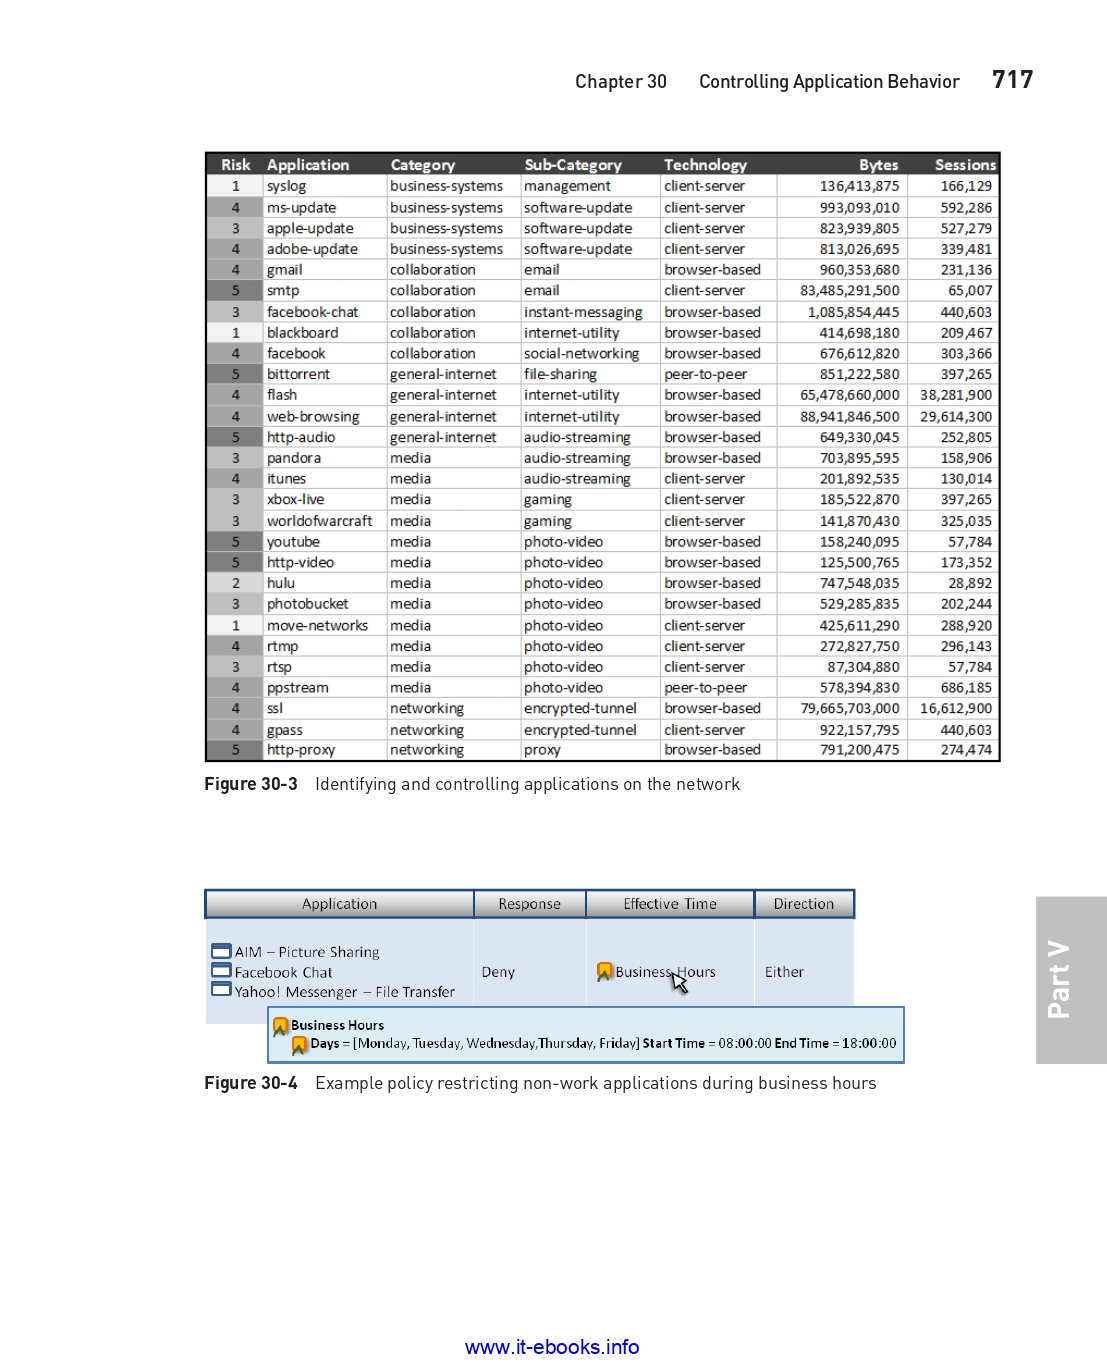 Chapter 30 Controlling Application Behavior 717
Risk Application Category Sub-Category Technology Bytes Sessions
1 syslog business-systems management client-server 136,413,875 166,129
4 ms-update business-systems software-update client-server 993,093,010 592,286
3 apple-update business-systems software-update client-server 823,939,805 527,279
4 adobe-update business-systems software-update client-server 813,026,695 339,481
4 gmail collaboration email browser-based 960,353,680 231,136
5 smtp collaboration email client-server 83,485,291,500 65,007
3 facebook-chat collaboration instant-messaging browser-based 1,085,854,445 440,603
1 blackboard collaboration internet-utility browser-based 414,698,180 209,467
4 facebook collaboration social-networking browser-based 676,612,820 303,366
5 bittorrent general-internet file-sharing peer-to-peer 851,222,580 397,265
4 flash general-internet internet-utility browser-based 65,478,660,000 38,281,900
4 web-browsing general-internet internet-utility browser-based 88,941,846,500 29,614,300
5 http-audio general-internet audio-streaming browser-based 649,330,045 252,805
3 pandora media audio-streaming browser-based 703,895,595 158,906
4 itunes media audio-streaming client-server 201,892,535 130,014
3 xbox-live media gaming client-server 185,522,870 397,265
3 worldofwarcraft media gaming client-server 141,870,430 325,035
5 youtube media photo-video browser-based 158,240,095 57,784
5 http-video media photo-video browser-based 125,500,765 173,352
2 hulu media photo-video browser-based 747,548,035 28,892
3 photobucket media photo-video browser-based 529,285,835 202,244
1 move-networks media photo-video client-server 425,611,290 288,920
4 rtmp media photo-video client-server 272,827,750 296,143
3 rtsp media photo-video client-server 87,304,880 57,784
4 ppstream media photo-video peer-to-peer 578,394,830 686,185
4 ssl networking encrypted-tunnel browser-based 79,665,703,000 16,612,900
4 gpass networking encrypted-tunnel client-server 922,157,795 440,603
5 http-proxy networking proxy browser-based 791,200,475 274,474
Figure 30-3 Identifying and controlling applications on the network
Application Response Effective Time Direction
AIM – Picture Sharing
Facebook Chat Deny Business Hours Either
Yahoo! Messenger – File Transfer
Business Hours
Days = [Monday, Tuesday, Wednesday,Thursday, Friday] Start Time = 08:00:00 End Time = 18:00:00
Figure 30-4 Example policy restricting non-work applications during business hours
Part V
www.it-ebooks.info